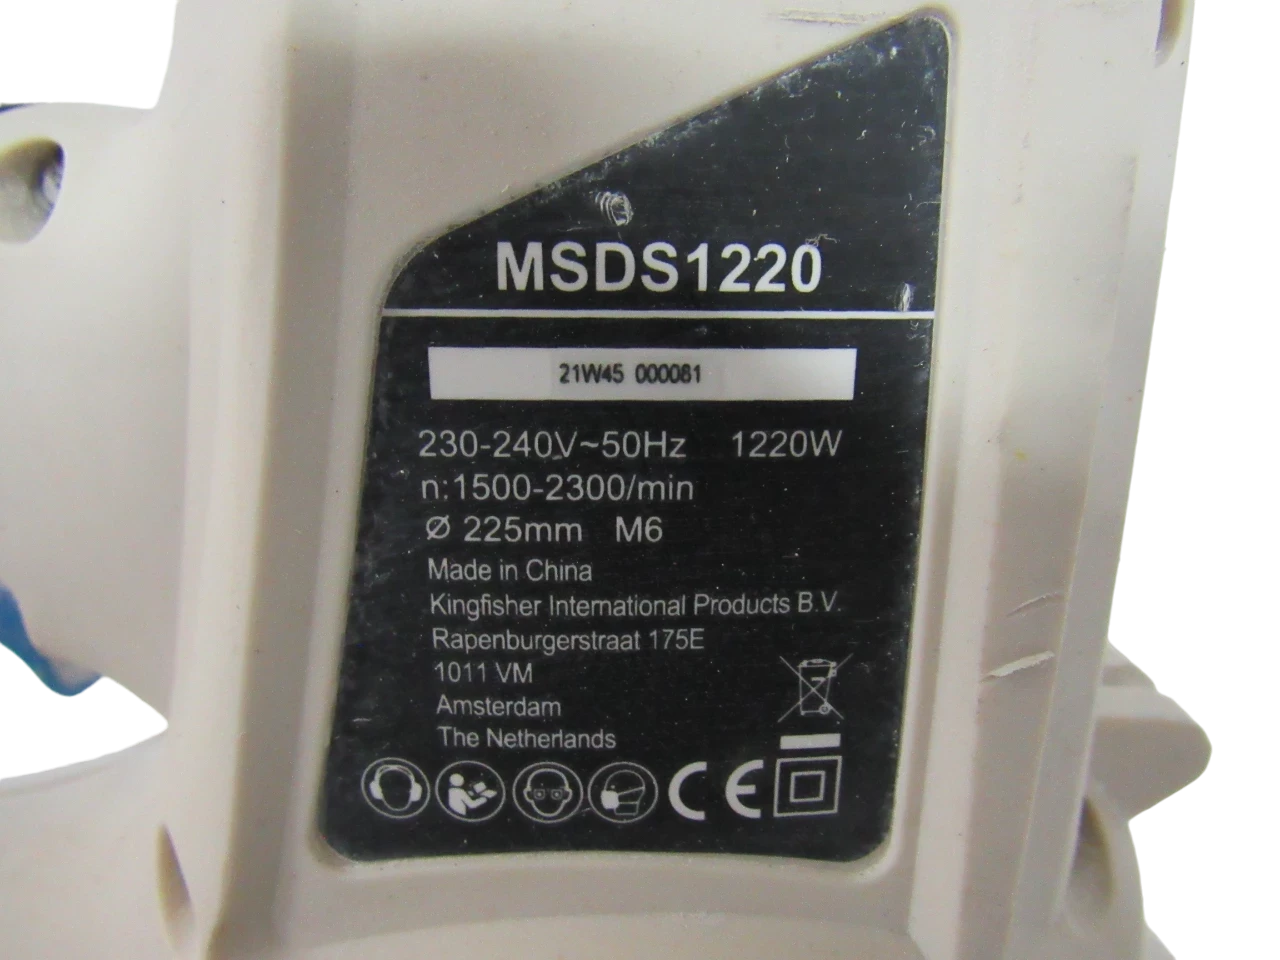 MSDS1220
21W45 000081
230-240V~50Hz 1220W
n:1500-2300/min
Ø 225mm M6
Made in China
Kingfisher International Products B.V.
Rapenburgerstraat 175E
1011 VM
Amsterdam
The Netherlands
CE